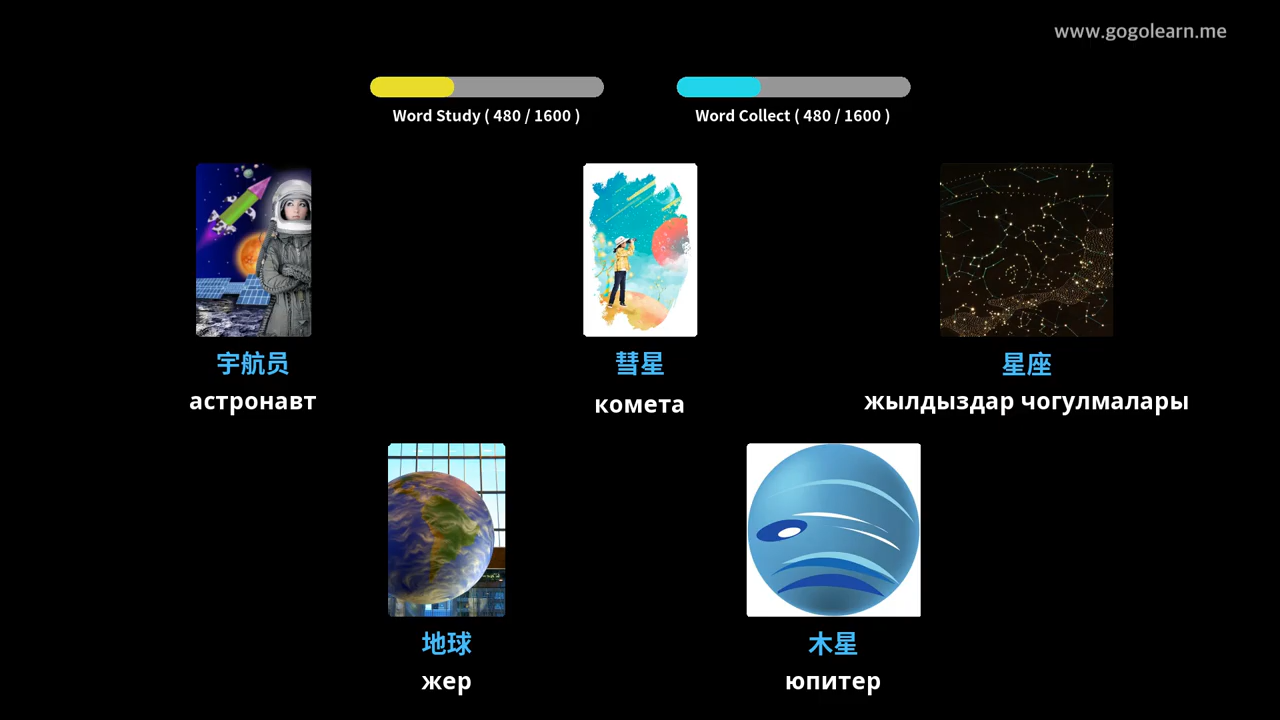 www.gogolearn.me
Word Study ( 480 / 1600 )
Word Collect ( 480 / 1600 )
宇航员
астронавт
彗星
комета
星座
жылдыздар чогулмалары
地球
жер
木星
юпитер